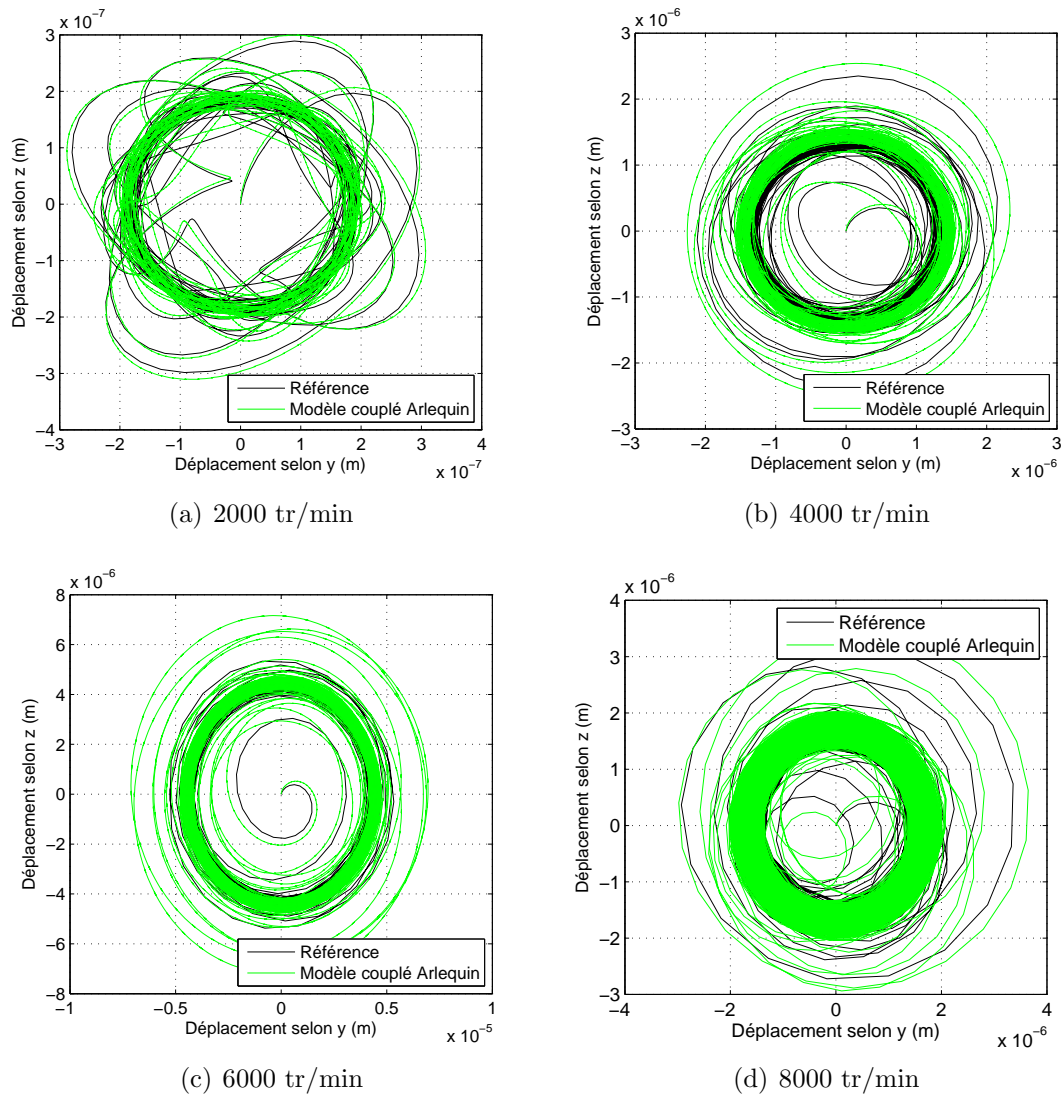 x 10⁻⁷
3
2
1
0
−1
−2
−3
−4
−3 −2 −1 0 1 2 3 4
x 10⁻⁷
Déplacement selon y (m)
Déplacement selon z (m)
Référence
Modèle couplé Arlequin
(a) 2000 tr/min
x 10⁻⁶
3
2
1
0
−1
−2
−3
−3 −2 −1 0 1 2 3
x 10⁻⁶
Déplacement selon y (m)
Déplacement selon z (m)
Référence
Modèle couplé Arlequin
(b) 4000 tr/min
x 10⁻⁶
8
6
4
2
0
−2
−4
−6
−8
−1 −0.5 0 0.5 1
x 10⁻⁵
Déplacement selon y (m)
Déplacement selon z (m)
Référence
Modèle couplé Arlequin
(c) 6000 tr/min
x 10⁻⁶
4
3
2
1
0
−1
−2
−3
−4 −2 0 2 4
x 10⁻⁶
Déplacement selon y (m)
Déplacement selon z (m)
Référence
Modèle couplé Arlequin
(d) 8000 tr/min